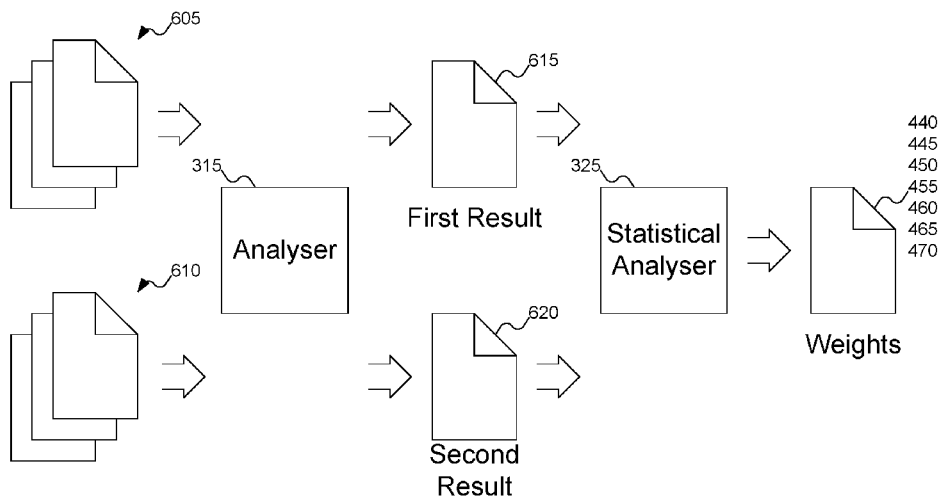 605
615
440
445
450
455
460
465
470
315
325
First Result
Analyser
Statistical
Analyser
610
620
Weights
Second
Result